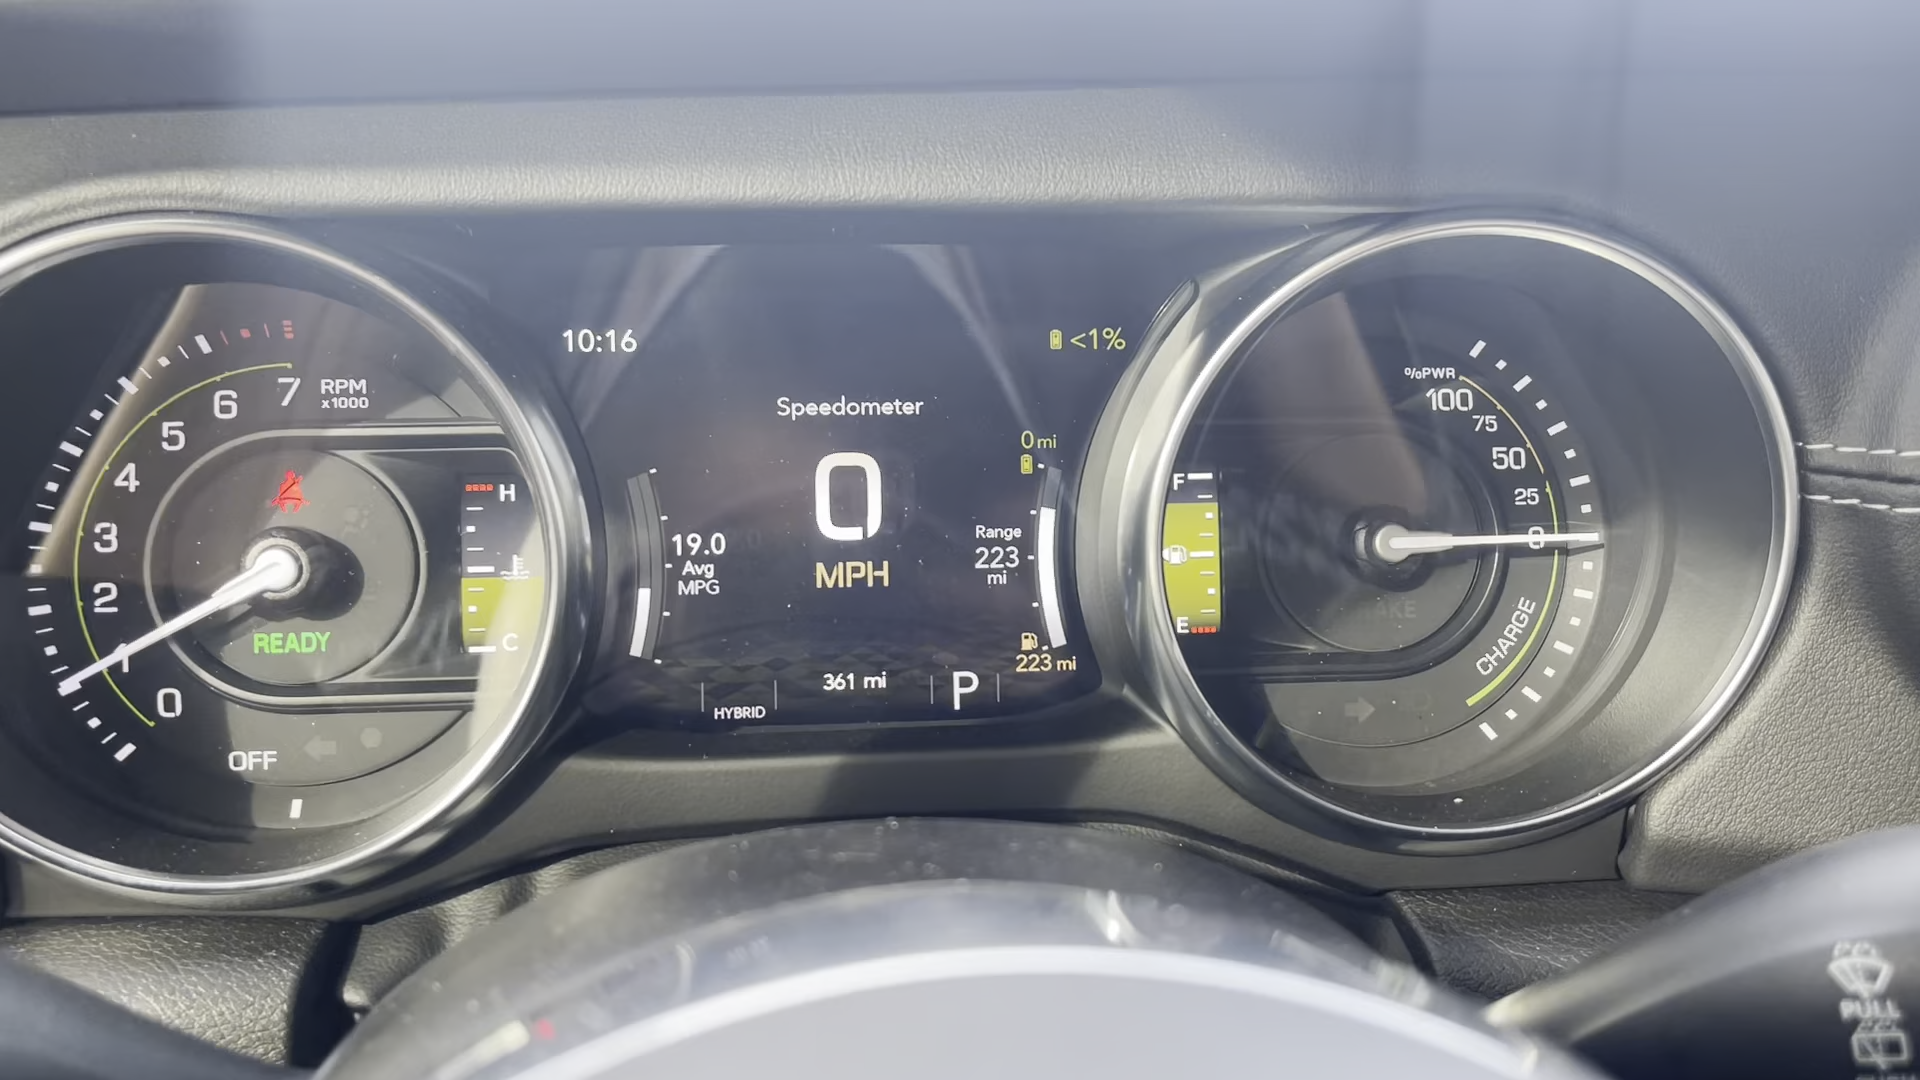 10:16
<1%
Speedometer
0 mi
0
MPH
19.0
Avg
MPG
Range
223
mi
223 mi
361 mi
HYBRID
P
7
6
5
4
3
2
1
0
RPM
x1000
READY
OFF
H
C
F
E
%PWR
100
75
50
25
0
CHARGE
PULL